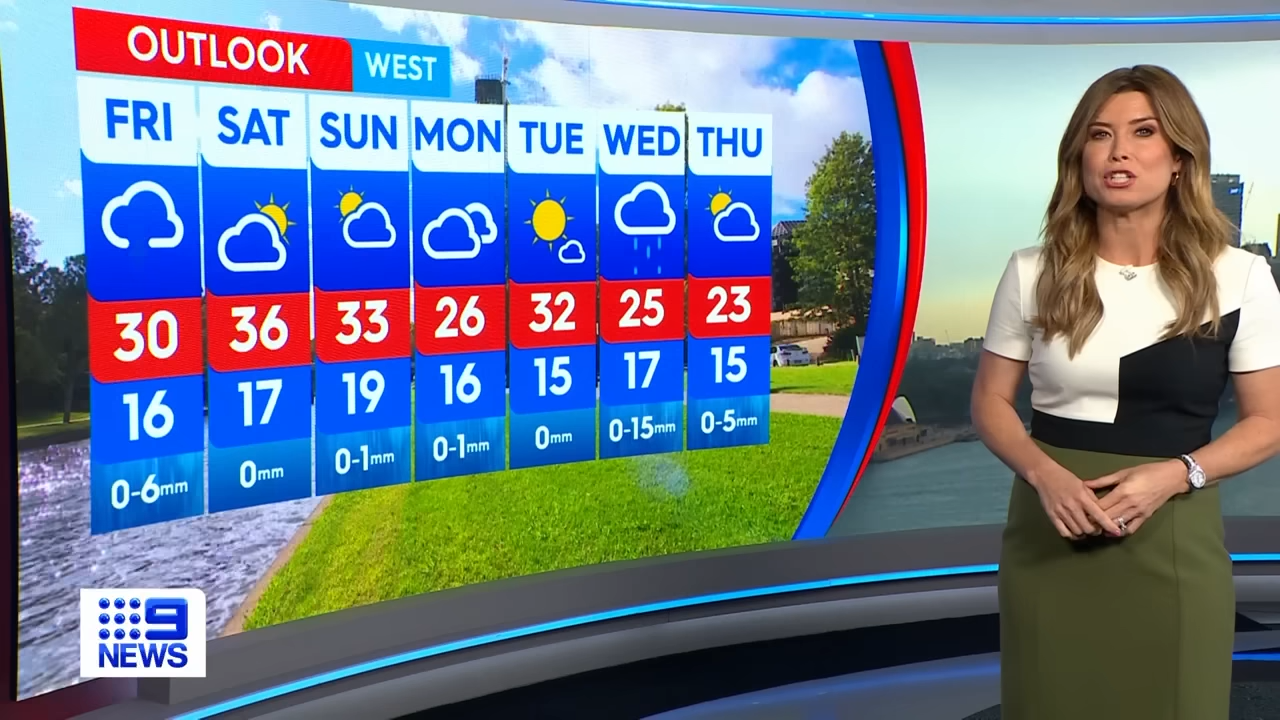 OUTLOOK WEST
FRI SAT SUN MON TUE WED THU
30 36 33 26 32 25 23
16 17 19 16 15 17 15
0-6mm 0mm 0-1mm 0-1mm 0mm 0-15mm 0-5mm
9
NEWS